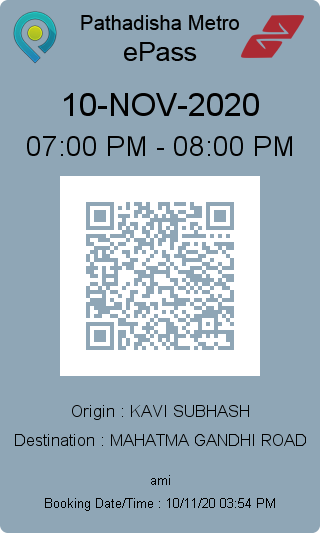 Pathadisha Metro
ePass
10-NOV-2020
07:00 PM - 08:00 PM
Origin : KAVI SUBHASH
Destination : MAHATMA GANDHI ROAD
ami
Booking Date/Time : 10/11/20 03:54 PM